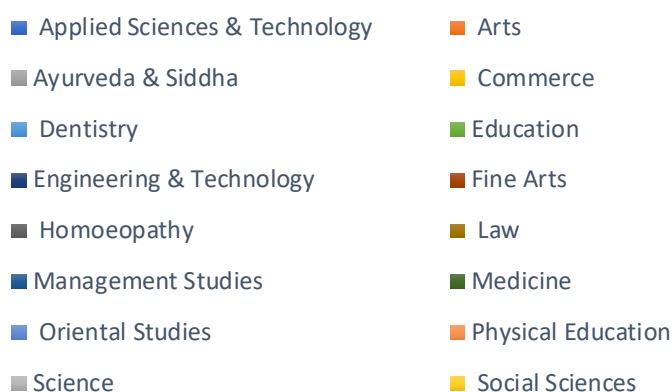 Applied Sciences & Technology Arts
Ayurveda & Siddha Commerce
Dentistry Education
Engineering & Technology Fine Arts
Homoeopathy Law
Management Studies Medicine
Oriental Studies Physical Education
Science Social Sciences